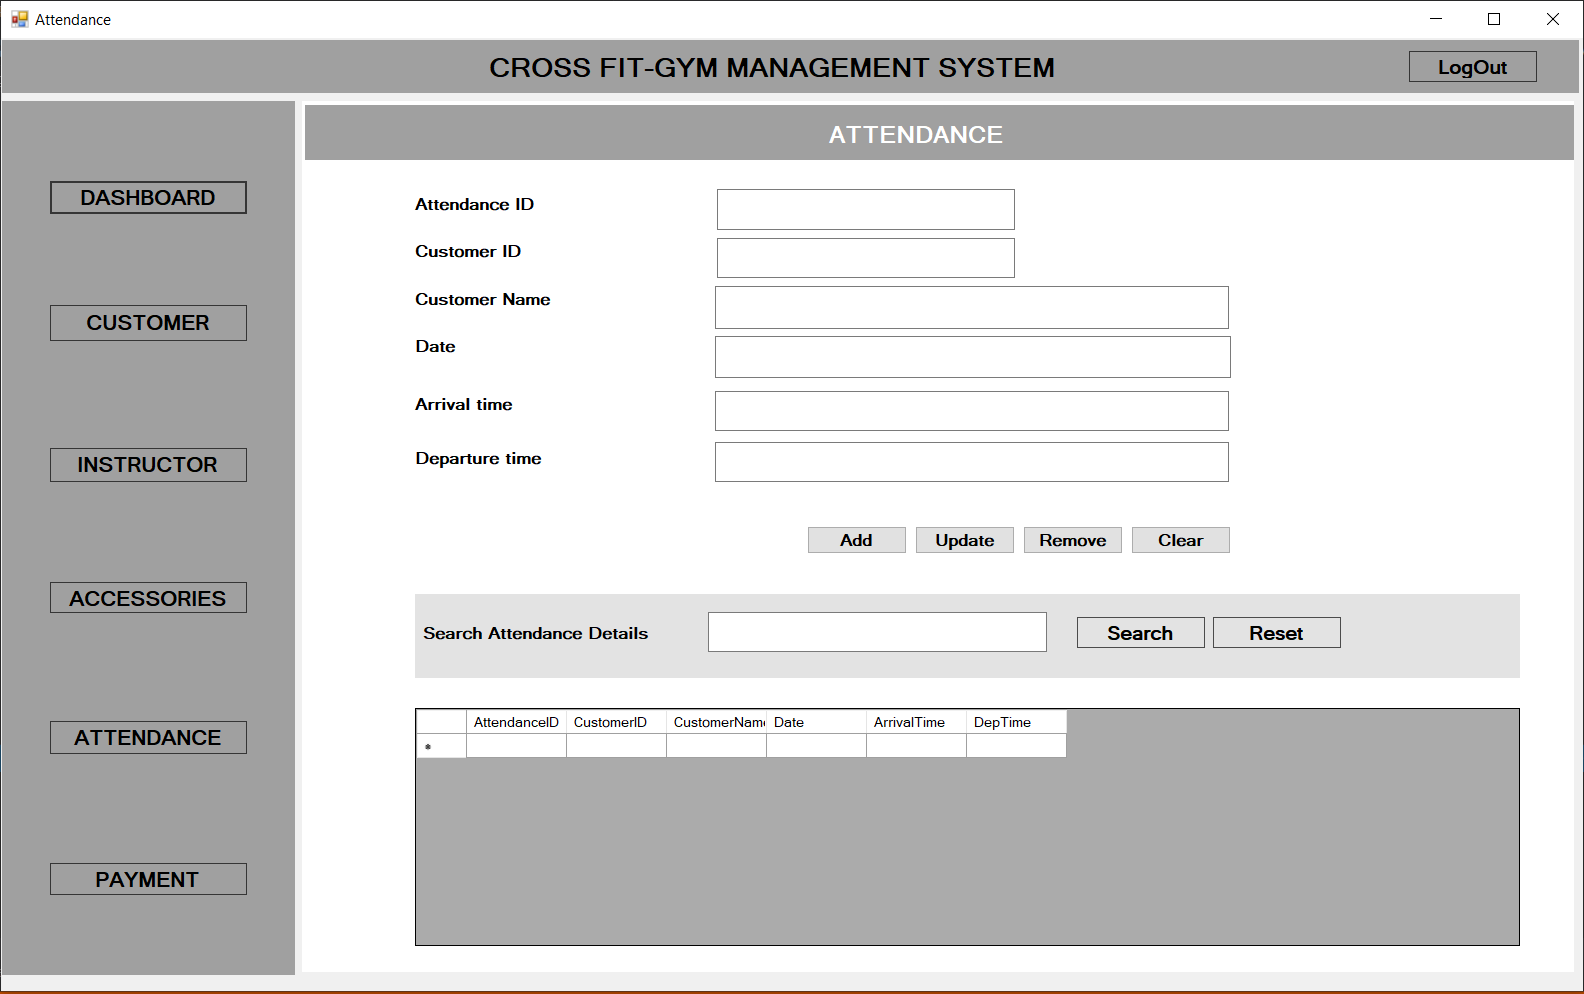 Attendance
CROSS FIT-GYM MANAGEMENT SYSTEM
LogOut
DASHBOARD
CUSTOMER
INSTRUCTOR
ACCESSORIES
ATTENDANCE
PAYMENT
ATTENDANCE
Attendance ID
Customer ID
Customer Name
Date
Arrival time
Departure time
Add Update Remove Clear
Search Attendance Details Search Reset
AttendanceID CustomerID CustomerName Date ArrivalTime DepTime
*